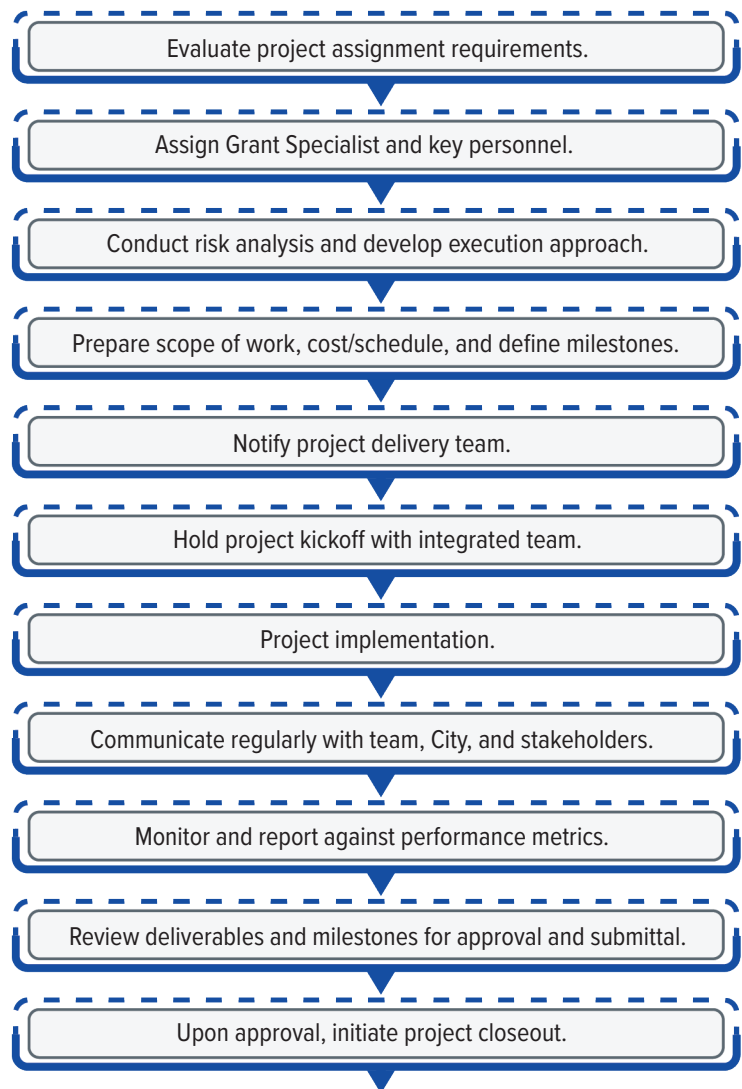 Evaluate project assignment requirements.
Assign Grant Specialist and key personnel.
Conduct risk analysis and develop execution approach.
Prepare scope of work, cost/schedule, and define milestones.
Notify project delivery team.
Hold project kickoff with integrated team.
Project implementation.
Communicate regularly with team, City, and stakeholders.
Monitor and report against performance metrics.
Review deliverables and milestones for approval and submittal.
Upon approval, initiate project closeout.